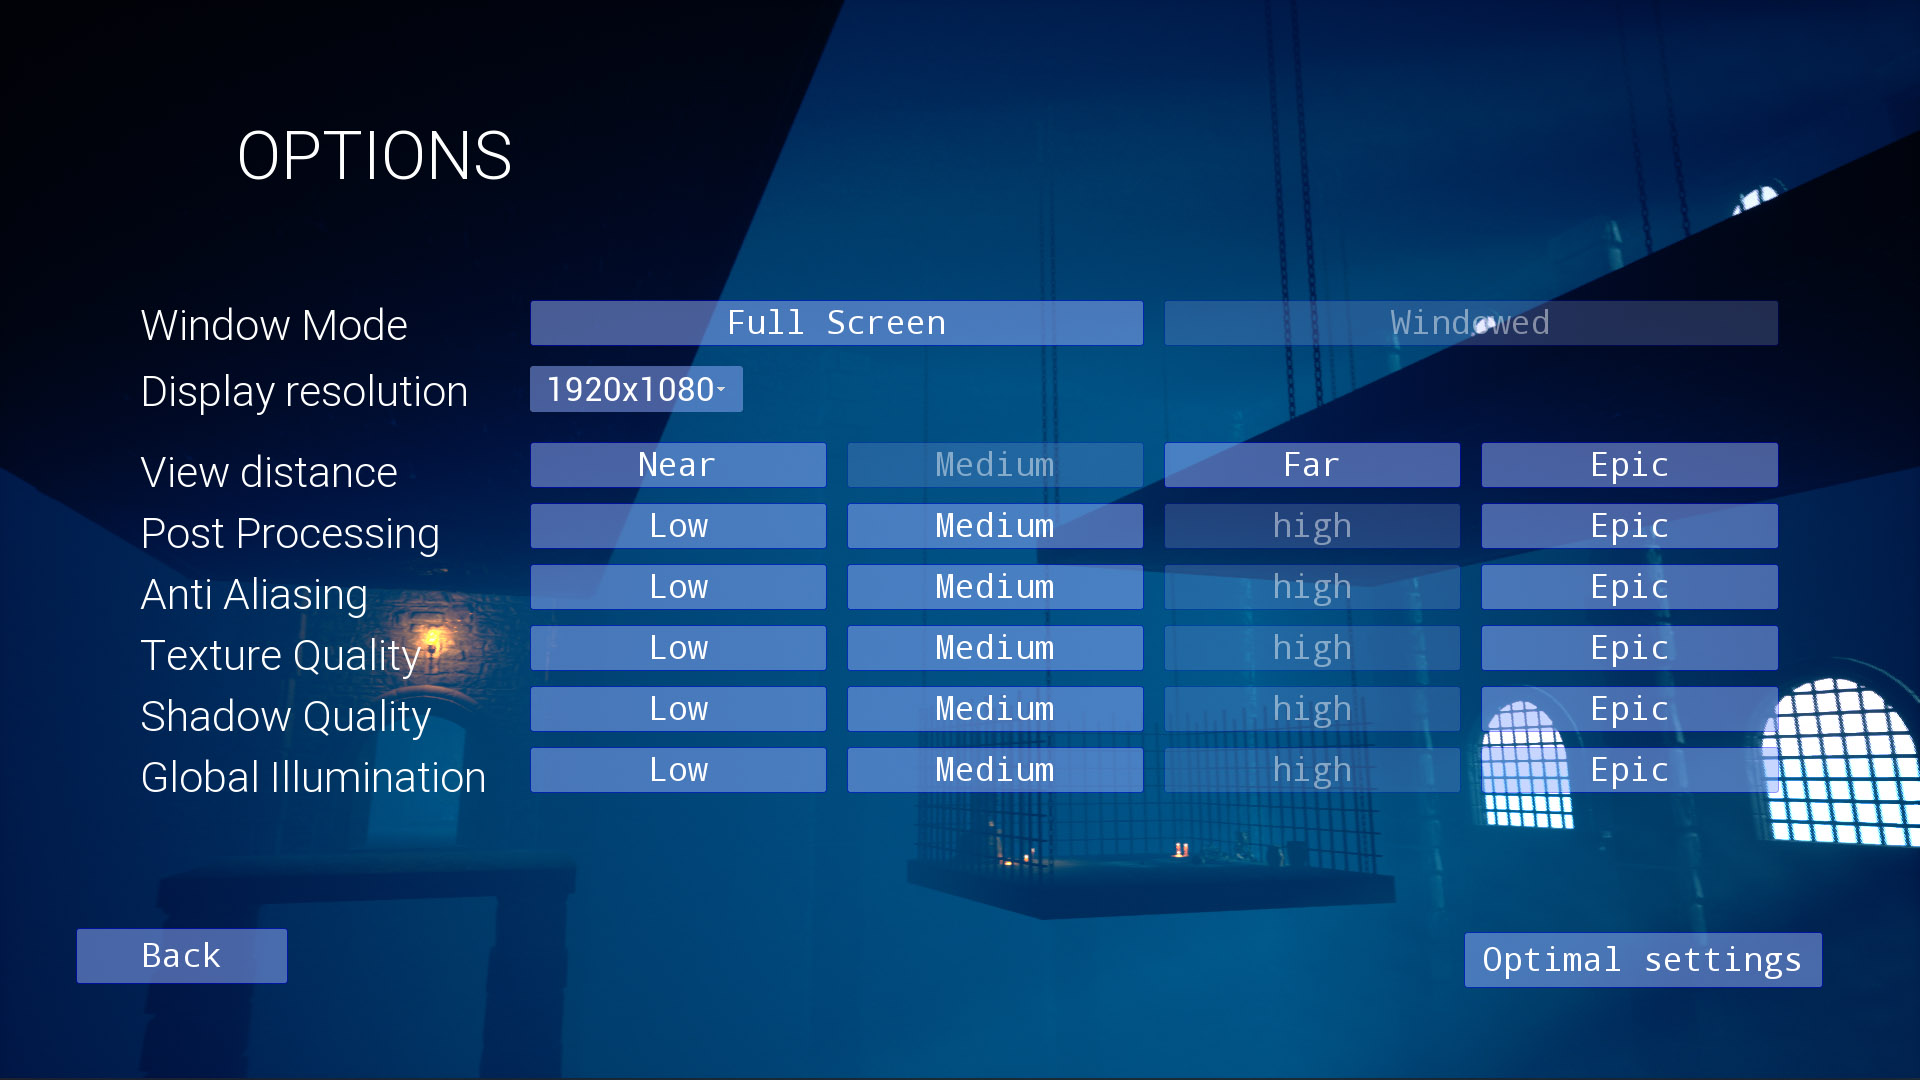 OPTIONS
Window Mode Full Screen Windowed
Display resolution 1920x1080
View distance Near Medium Far Epic
Post Processing Low Medium high Epic
Anti Aliasing Low Medium high Epic
Texture Quality Low Medium high Epic
Shadow Quality Low Medium high Epic
Global Illumination Low Medium high Epic
Back Optimal settings